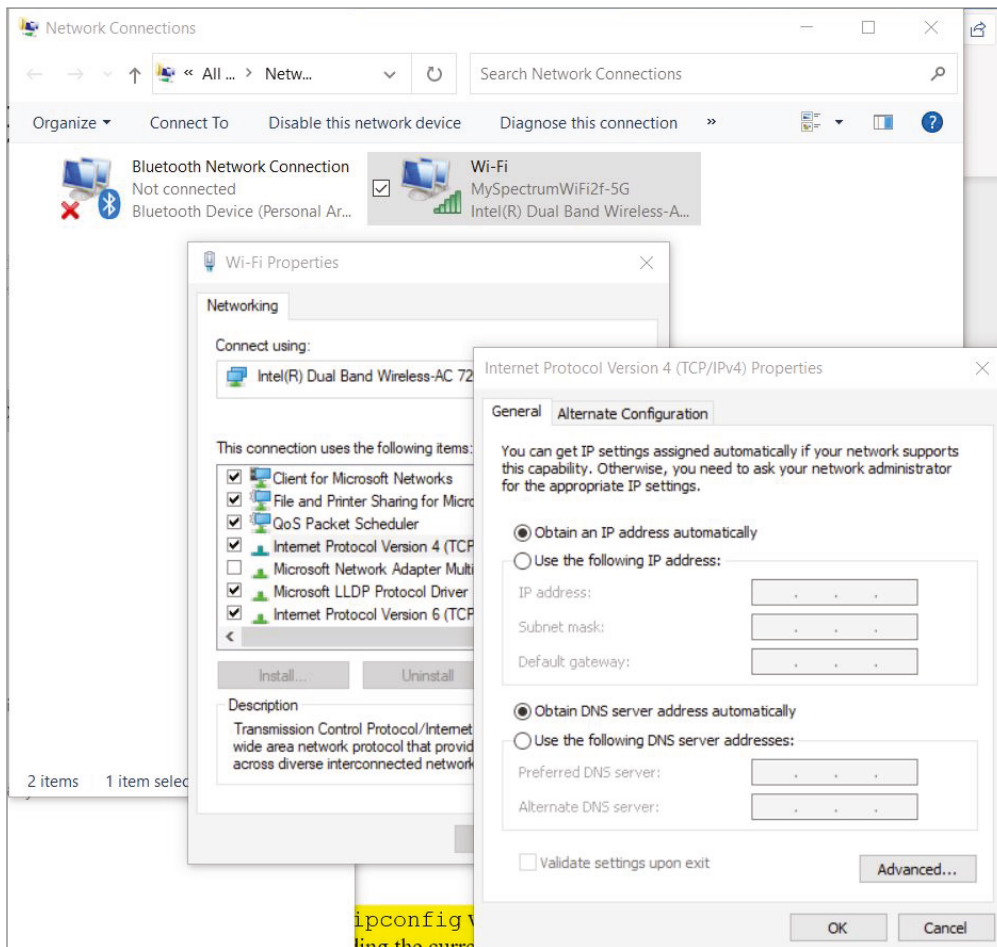 Network Connections
« All ... > Netw...
Search Network Connections
Organize
Connect To
Disable this network device
Diagnose this connection
»
?
Bluetooth Network Connection
Not connected
Bluetooth Device (Personal Ar...
Wi-Fi
MySpectrumWiFi2f-5G
Intel(R) Dual Band Wireless-A...
2 items
1 item selec
Wi-Fi Properties
Networking
Connect using:
Intel(R) Dual Band Wireless-AC 72
This connection uses the following items:
Client for Microsoft Networks
File and Printer Sharing for Micro
QoS Packet Scheduler
Internet Protocol Version 4 (TCP
Microsoft Network Adapter Multi
Microsoft LLDP Protocol Driver
Internet Protocol Version 6 (TCP
Install...
Uninstall
Description
Transmission Control Protocol/Internet
wide area network protocol that provid
across diverse interconnected network
Internet Protocol Version 4 (TCP/IPv4) Properties
General
Alternate Configuration
You can get IP settings assigned automatically if your network supports
this capability. Otherwise, you need to ask your network administrator
for the appropriate IP settings.
Obtain an IP address automatically
Use the following IP address:
IP address:
Subnet mask:
Default gateway:
Obtain DNS server address automatically
Use the following DNS server addresses:
Preferred DNS server:
Alternate DNS server:
Validate settings upon exit
Advanced...
OK
Cancel
ipconfig
the curre